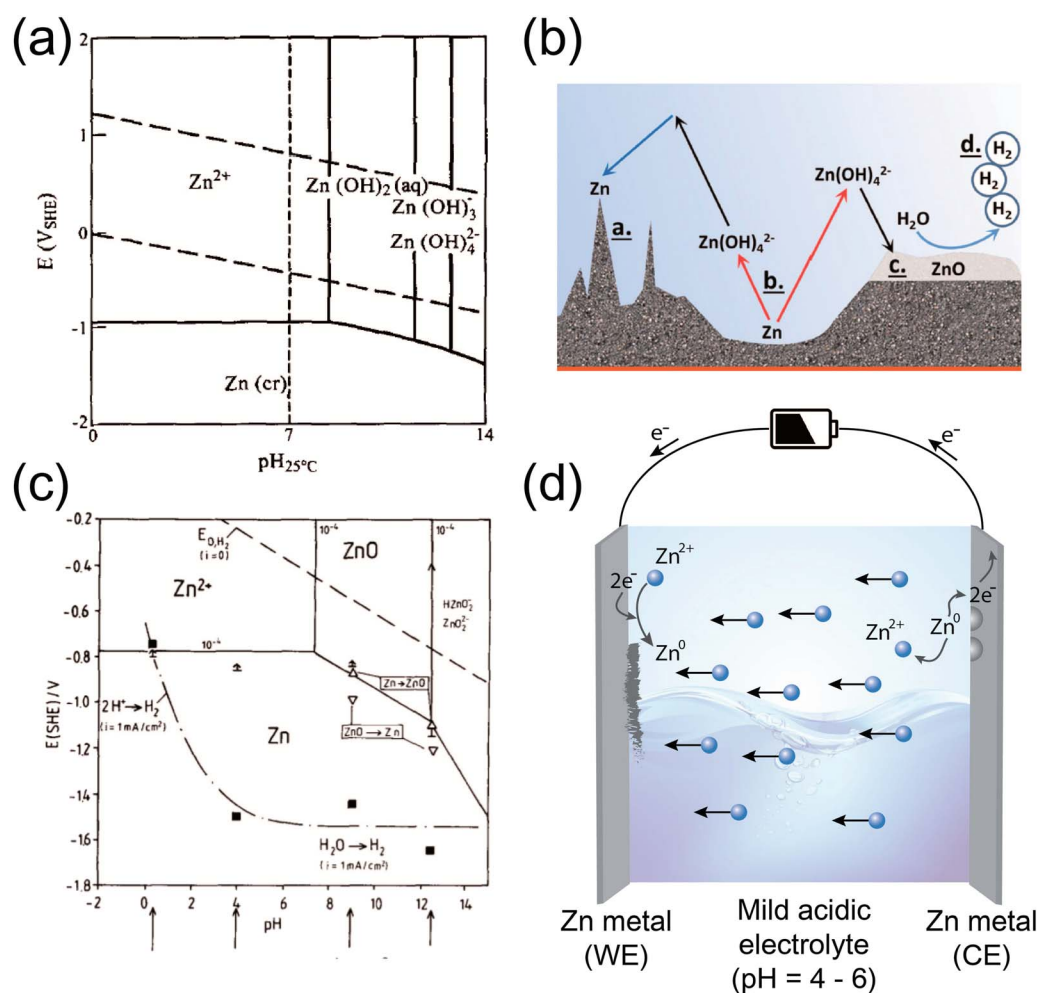 (a)
2
1
0
-1
-2
E (V_SHE)
Zn²⁺
Zn (OH)₂ (aq)
Zn (OH)₃⁻
Zn (OH)₄²⁻
Zn (cr)
0
7
14
pH₂₅°C
(b)
Zn
a.
Zn(OH)₄²⁻
b.
Zn
Zn(OH)₄²⁻
c.
ZnO
H₂O
d.
H₂
H₂
H₂
(c)
-0.2
-0.4
-0.6
-0.8
-1.0
-1.2
-1.4
-1.6
-1.8
E(SHE)/V
E₀,H₂
(i=0)
10⁻⁴
ZnO
10⁻⁴
Zn²⁺
HZnO₂⁻
ZnO₂²⁻
10⁻⁴
Zn→ZnO
2H⁺→H₂
(i=1mA/cm²)
Zn
ZnO→Zn
H₂O→H₂
(i=1mA/cm²)
-2
0
2
4
6
8
10
12
14
pH
(d)
e⁻
e⁻
Zn²⁺
2e⁻
Zn⁰
Zn²⁺
2e⁻
Zn⁰
Zn metal
(WE)
Mild acidic
electrolyte
(pH = 4 - 6)
Zn metal
(CE)